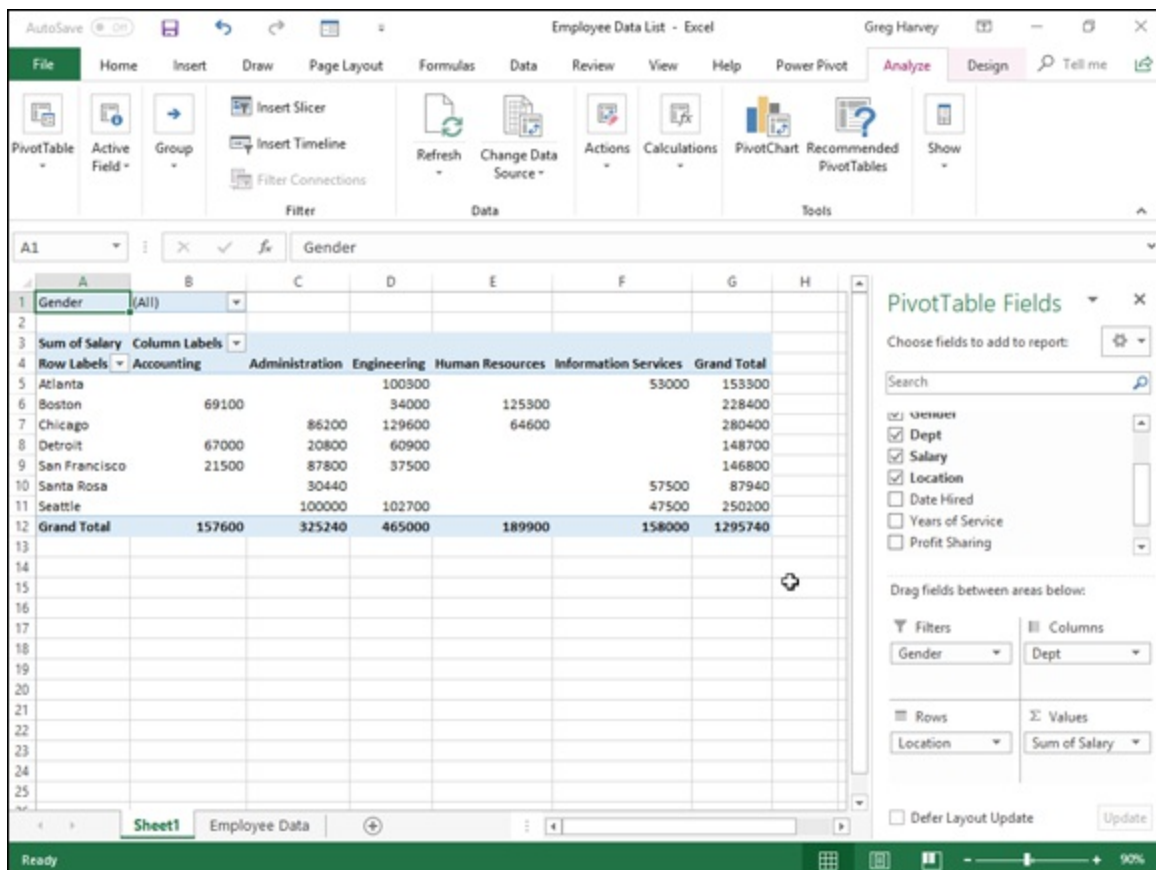 AutoSave Off Employee Data List - Excel Greg Harvey
File Home Insert Draw Page Layout Formulas Data Review View Help Power Pivot Analyze Design Tell me
PivotTable
Active Field
Group
Insert Slicer
Insert Timeline
Filter Connections
Filter
Refresh
Change Data Source
Data
Actions
Calculations
PivotChart
Recommended PivotTables
Tools
Show
A1 fx Gender
A B C D E F G H
1 Gender (All)
2
3 Sum of Salary Column Labels
4 Row Labels Accounting Administration Engineering Human Resources Information Services Grand Total
5 Atlanta 100300 53000 153300
6 Boston 69100 34000 125300 228400
7 Chicago 86200 129600 64600 280400
8 Detroit 67000 20800 60900 148700
9 San Francisco 21500 87800 37500 146800
10 Santa Rosa 30440 57500 87940
11 Seattle 100000 102700 47500 250200
12 Grand Total 157600 325240 465000 189900 158000 1295740
13
14
15
16
17
18
19
20
21
22
23
24
25
PivotTable Fields
Choose fields to add to report:
Search
Gender
Dept
Salary
Location
Date Hired
Years of Service
Profit Sharing
Drag fields between areas below:
Filters Columns
Gender Dept
Rows Σ Values
Location Sum of Salary
Defer Layout Update Update
Sheet1 Employee Data
Ready 90%